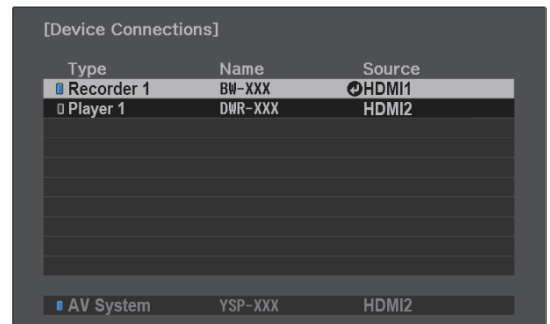 [Device Connections]
Type Name Source
Recorder 1 BW-XXX HDMI1
Player 1 DWR-XXX HDMI2
AV System YSP-XXX HDMI2